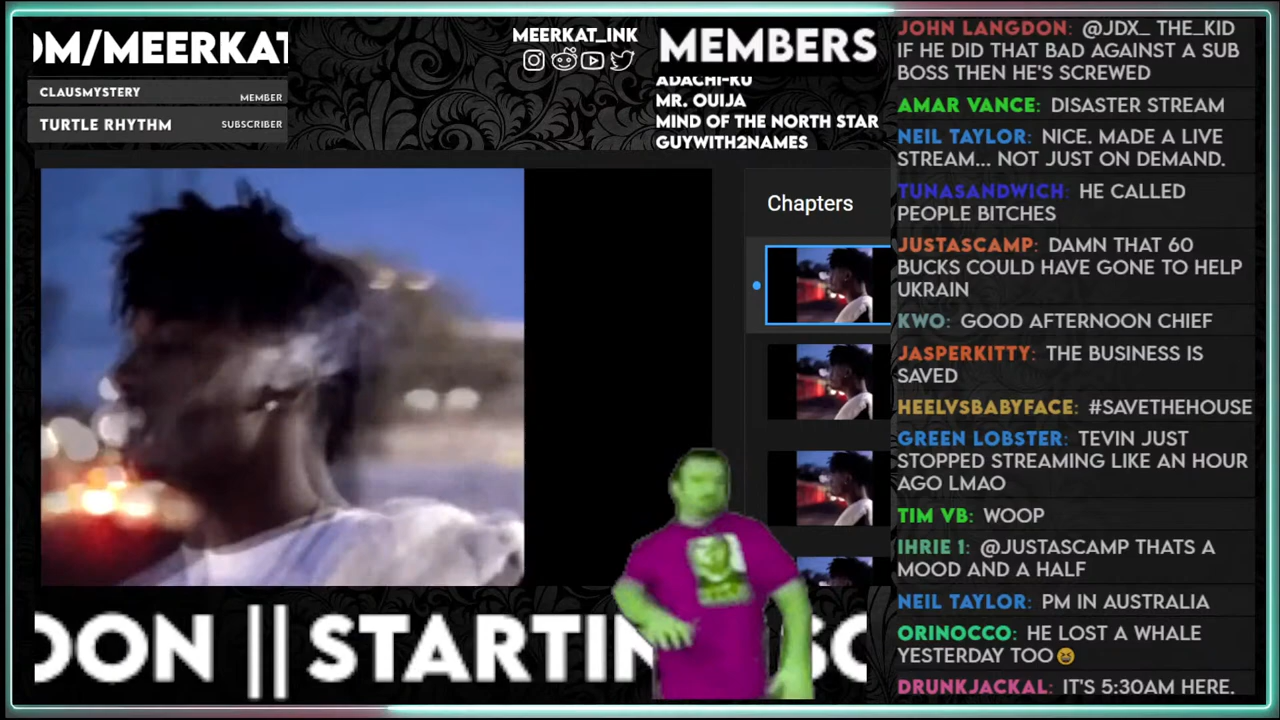 OM/MEERKAT
CLAUSMYSTERY
MEMBER
TURTLE RHYTHM
SUBSCRIBER
MEERKAT_INK
MEMBERS
ADACHI-KU
MR. OUIJA
MIND OF THE NORTH STAR
GUYWITH2NAMES
Chapters
DON || STARTIN
SO
JOHN LANGDON: @JDX_ THE_KID
IF HE DID THAT BAD AGAINST A SUB
BOSS THEN HE'S SCREWED
AMAR VANCE: DISASTER STREAM
NEIL TAYLOR: NICE. MADE A LIVE
STREAM... NOT JUST ON DEMAND.
TUNASANDWICH: HE CALLED
PEOPLE BITCHES
JUSTASCAMP: DAMN THAT 60
BUCKS COULD HAVE GONE TO HELP
UKRAIN
KWO: GOOD AFTERNOON CHIEF
JASPERKITTY: THE BUSINESS IS
SAVED
HEELVSBABYFACE: #SAVETHEHOUSE
GREEN LOBSTER: TEVIN JUST
STOPPED STREAMING LIKE AN HOUR
AGO LMAO
TIM VB: WOOP
IHRIE 1: @JUSTASCAMP THATS A
MOOD AND A HALF
NEIL TAYLOR: PM IN AUSTRALIA
ORINOCCO: HE LOST A WHALE
YESTERDAY TOO😆
DRUNKJACKAL: IT'S 5:30AM HERE.